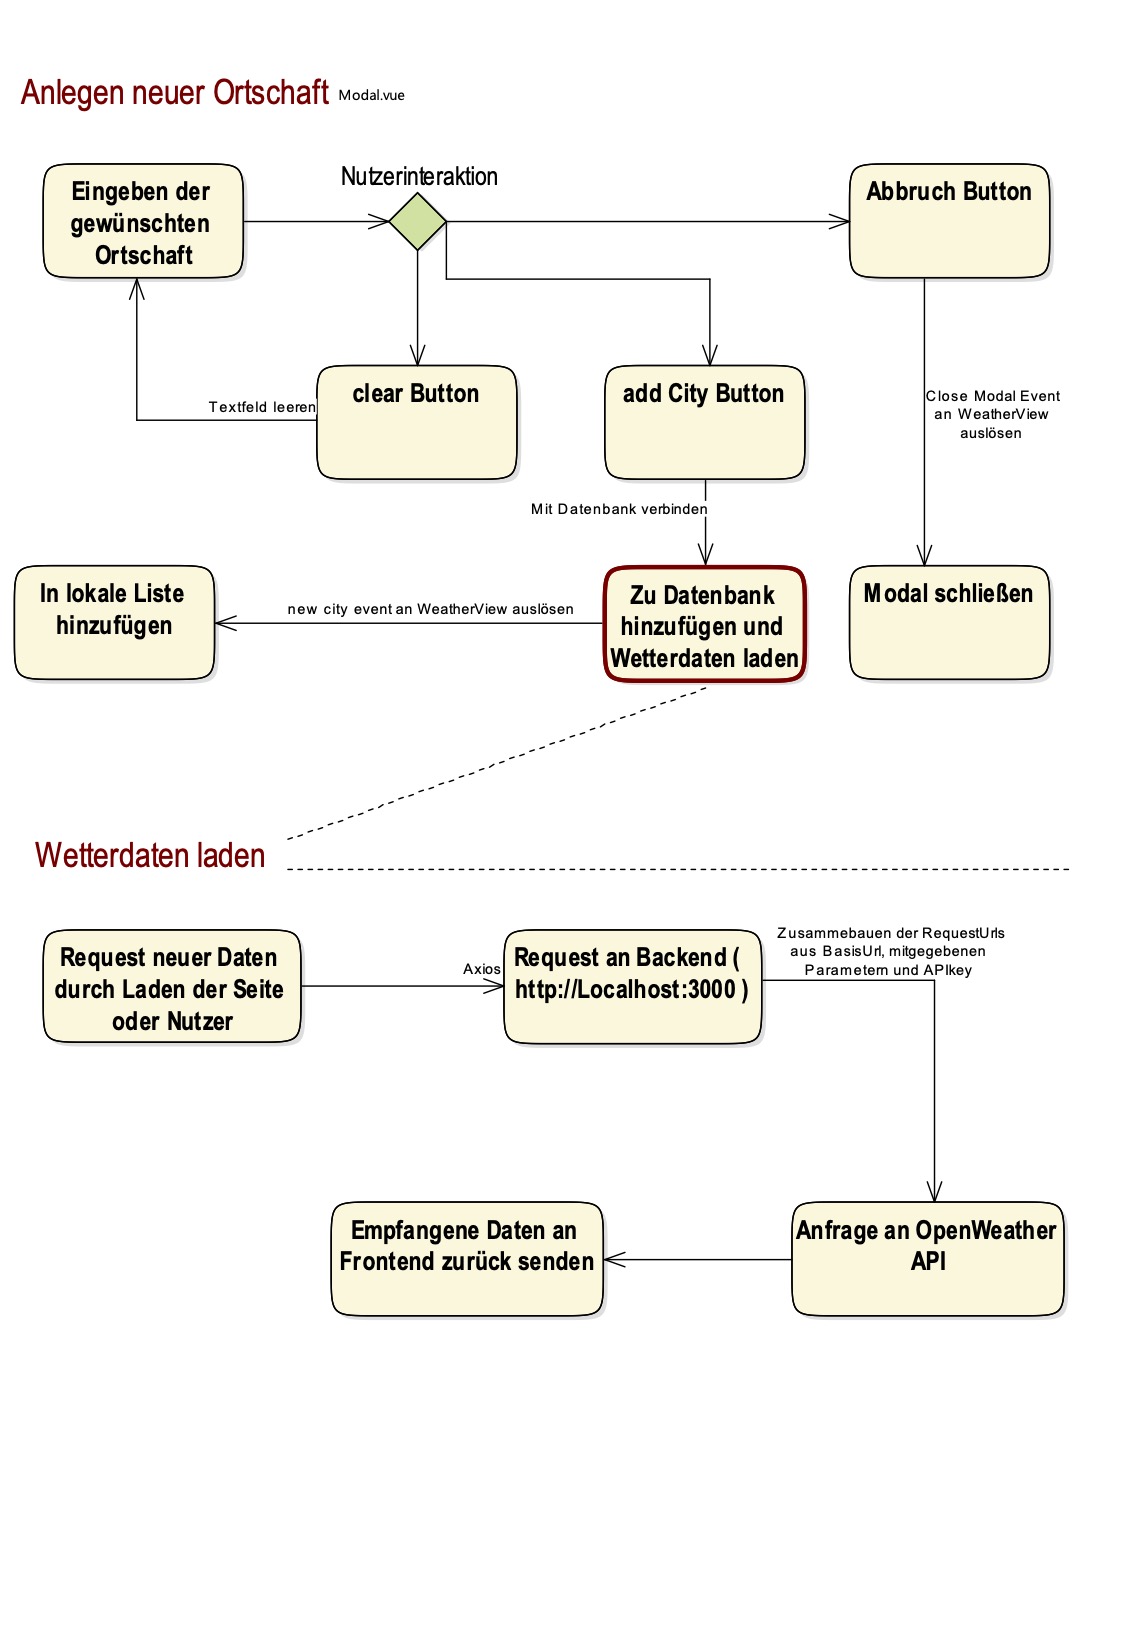 Anlegen neuer Ortschaft Modal.vue
Nutzerinteraktion
Eingeben der
gewünschten
Ortschaft
Abbruch Button
clear Button
add City Button
Textfeld leeren
Close Modal Event
an WeatherView
auslösen
Mit Datenbank verbinden
In lokale Liste
hinzufügen
new city event an WeatherView auslösen
Zu Datenbank
hinzufügen und
Wetterdaten laden
Modal schließen
Wetterdaten laden
Request neuer Daten
durch Laden der Seite
oder Nutzer
Axios
Request an Backend (
http://Localhost:3000 )
Zusammebauen der RequestUrls
aus BasisUrl, mitgegebenen
Parametern und APIkey
Empfangene Daten an
Frontend zurück senden
Anfrage an OpenWeather
API